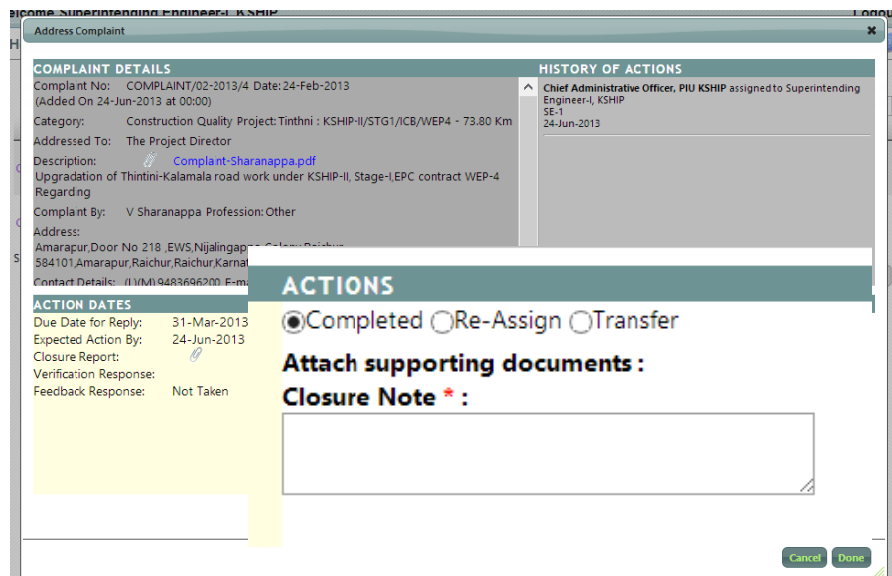 elcome Superintending Engineer-I, KSHIP
Logou
Address Complaint
H
COMPLAINT DETAILS
Complant No: COMPLAINT/02-2013/4 Date: 24-Feb-2013
(Added On 24-Jun-2013 at 00:00)
Category: Construction Quality Project: Tinthni : KSHIP-II/STG1/ICB/WEP4 - 73.80 Km
Addressed To: The Project Director
Description: Complant-Sharanappa.pdf
Upgradation of Thintini-Kalamala road work under KSHIP-II, Stage-I,EPC contract WEP-4
Regarding
Complant By: V Sharanappa Profession: Other
Address:
Amarapur,Door No 218 ,EWS,Nijalingappa Colony Raichur
584101,Amarapur,Raichur,Raichur,Karnat
Contact Details: (L)(M) 9483696200 E-m
HISTORY OF ACTIONS
Chief Administrative Officer, PIU KSHIP assigned to Superintending
Engineer-I, KSHIP
SE-1
24-Jun-2013
ACTION DATES
Due Date for Reply: 31-Mar-2013
Expected Action By: 24-Jun-2013
Closure Report:
Verification Response:
Feedback Response: Not Taken
ACTIONS
Completed Re-Assign Transfer
Attach supporting documents :
Closure Note * :
Cancel Done